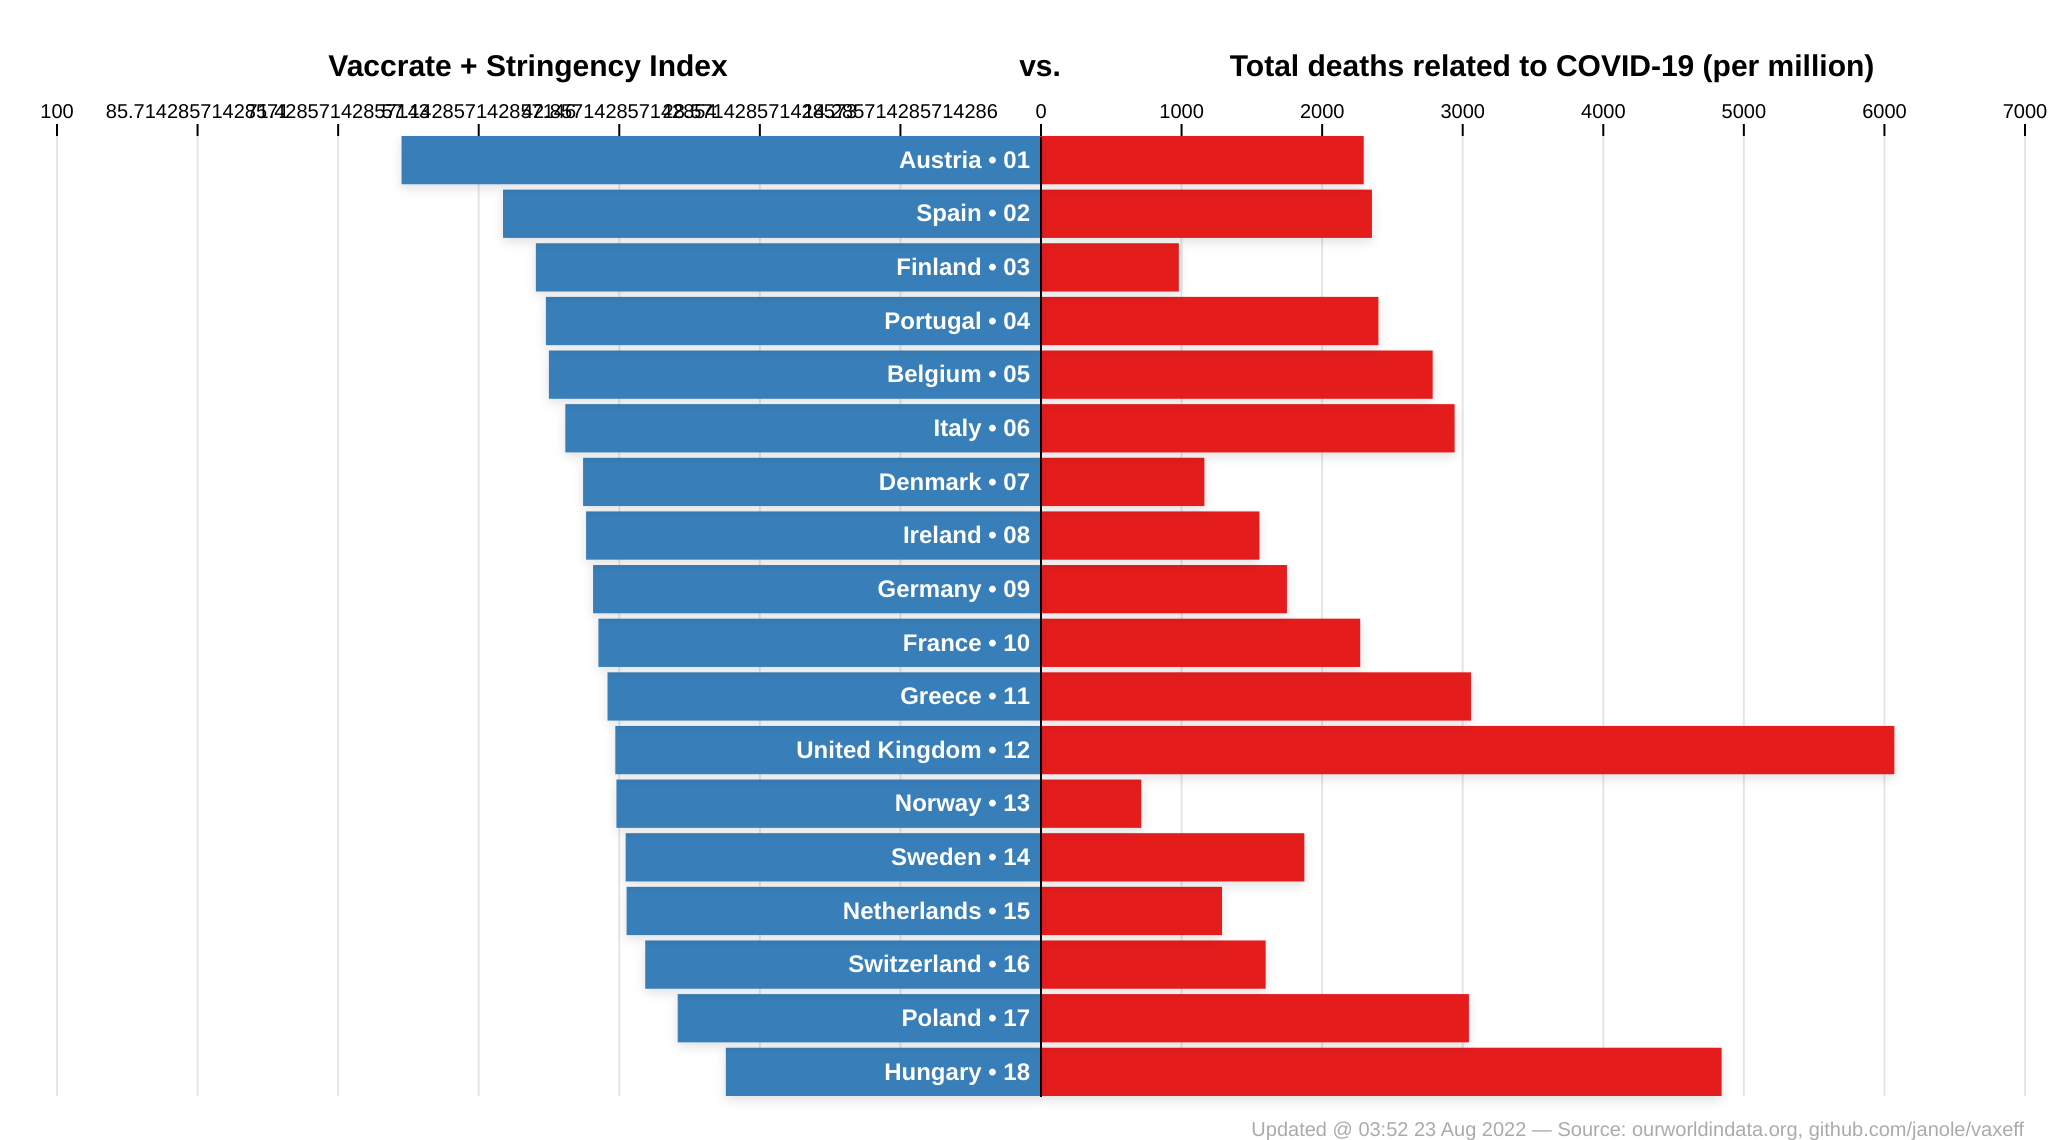 Vaccrate + Stringency Index vs. Total deaths related to COVID-19 (per million)
100 0 1000 2000 3000 4000 5000 6000 7000
Austria • 01
Spain • 02
Finland • 03
Portugal • 04
Belgium • 05
Italy • 06
Denmark • 07
Ireland • 08
Germany • 09
France • 10
Greece • 11
United Kingdom • 12
Norway • 13
Sweden • 14
Netherlands • 15
Switzerland • 16
Poland • 17
Hungary • 18
Updated @ 03:52 23 Aug 2022 — Source: ourworldindata.org, github.com/janole/vaxeff